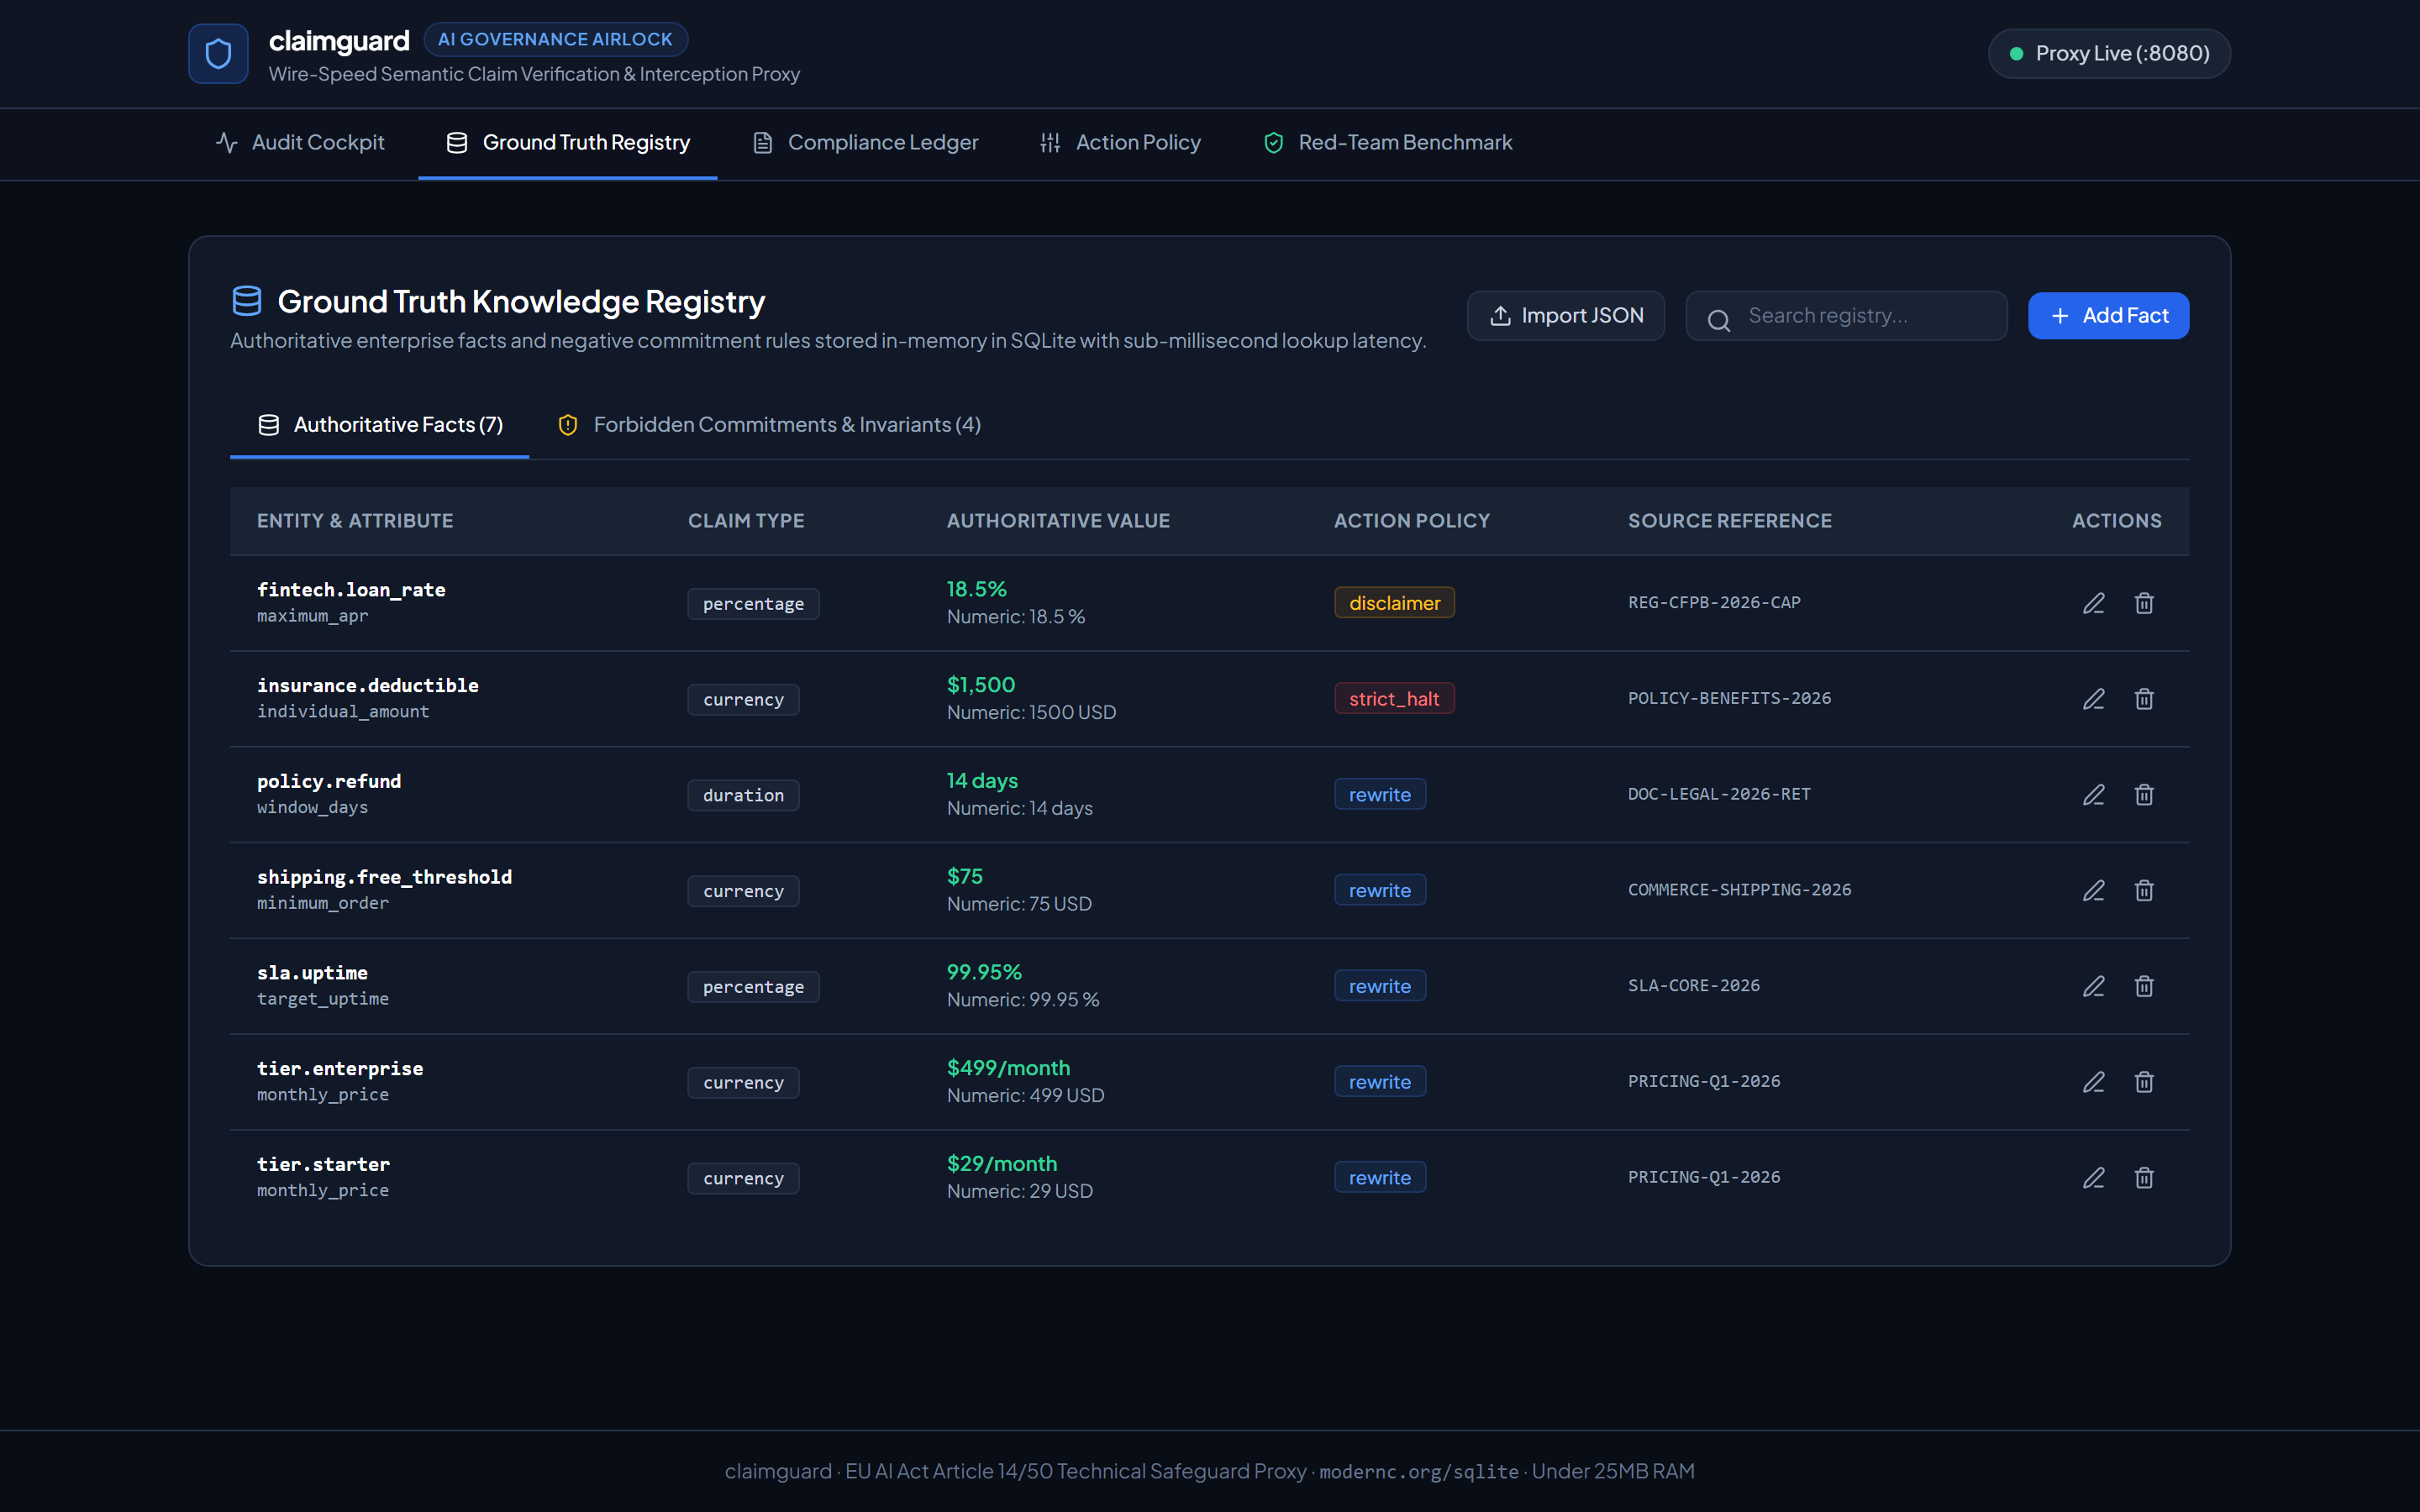 claimguard AI GOVERNANCE AIRLOCK
Wire-Speed Semantic Claim Verification & Interception Proxy
Proxy Live (:8080)
Audit Cockpit Ground Truth Registry Compliance Ledger Action Policy Red-Team Benchmark
Ground Truth Knowledge Registry
Authoritative enterprise facts and negative commitment rules stored in-memory in SQLite with sub-millisecond lookup latency.
Import JSON Search registry... Add Fact
Authoritative Facts (7) Forbidden Commitments & Invariants (4)
ENTITY & ATTRIBUTE CLAIM TYPE AUTHORITATIVE VALUE ACTION POLICY SOURCE REFERENCE ACTIONS
fintech.loan_rate percentage 18.5% disclaimer REG-CFPB-2026-CAP
maximum_apr Numeric: 18.5 %
insurance.deductible currency $1,500 strict_halt POLICY-BENEFITS-2026
individual_amount Numeric: 1500 USD
policy.refund duration 14 days rewrite DOC-LEGAL-2026-RET
window_days Numeric: 14 days
shipping.free_threshold currency $75 rewrite COMMERCE-SHIPPING-2026
minimum_order Numeric: 75 USD
sla.uptime percentage 99.95% rewrite SLA-CORE-2026
target_uptime Numeric: 99.95 %
tier.enterprise currency $499/month rewrite PRICING-Q1-2026
monthly_price Numeric: 499 USD
tier.starter currency $29/month rewrite PRICING-Q1-2026
monthly_price Numeric: 29 USD
claimguard · EU AI Act Article 14/50 Technical Safeguard Proxy · modernc.org/sqlite · Under 25MB RAM